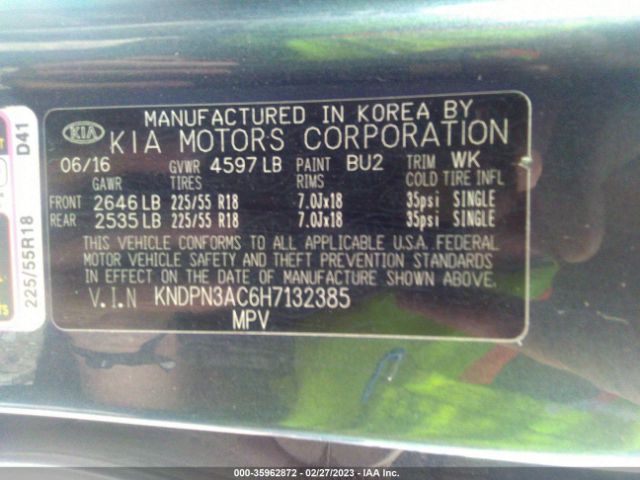 MANUFACTURED IN KOREA BY
KIA KIA MOTORS CORPORATION
06/16 GVWR 4597 LB PAINT BU2 TRIM WK
GAWR TIRES RIMS COLD TIRE INFL
FRONT 2646 LB 225/55 R18 7.0Jx18 35psi SINGLE
REAR 2535 LB 225/55 R18 7.0Jx18 35psi SINGLE
THIS VEHICLE CONFORMS TO ALL APPLICABLE U.S.A. FEDERAL
MOTOR VEHICLE SAFETY AND THEFT PREVENTION STANDARDS
IN EFFECT ON THE DATE OF MANUFACTURE SHOWN ABOVE.
V.I.N KNDPN3AC6H7132385
MPV
D41
225/55R18
000-35962872 - 02/27/2023 - IAA Inc.